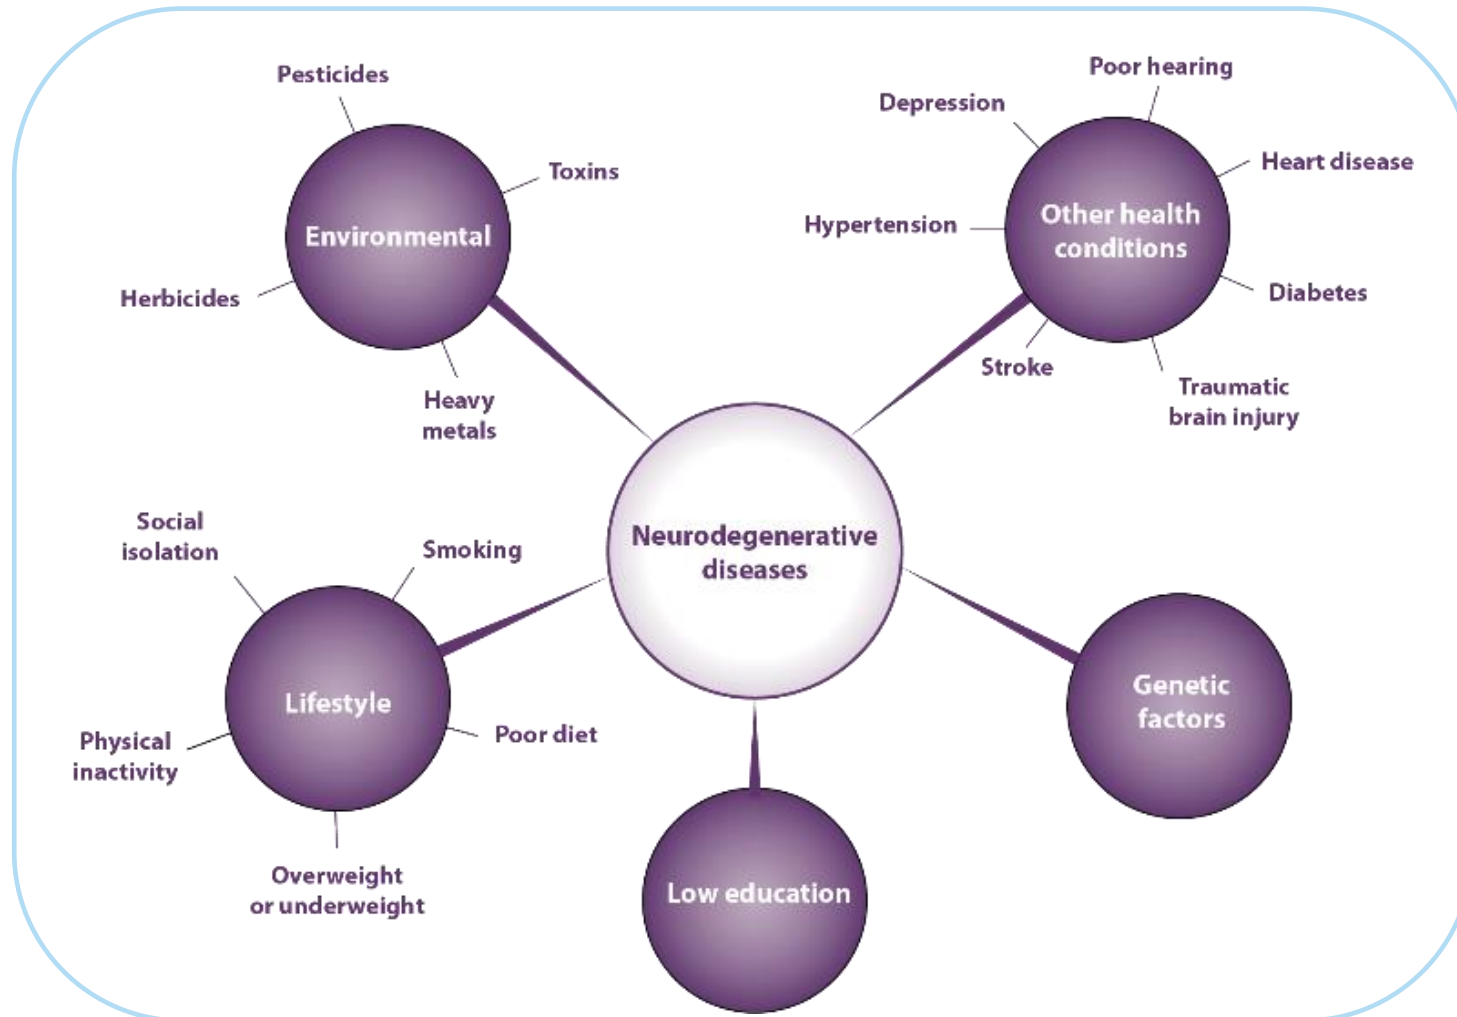 Pesticides
Toxins
Environmental
Herbicides
Heavy
metals
Poor hearing
Depression
Heart disease
Other health
conditions
Hypertension
Diabetes
Stroke
Traumatic
brain injury
Neurodegenerative
diseases
Social
isolation
Smoking
Lifestyle
Physical
inactivity
Poor diet
Overweight
or underweight
Low education
Genetic
factors